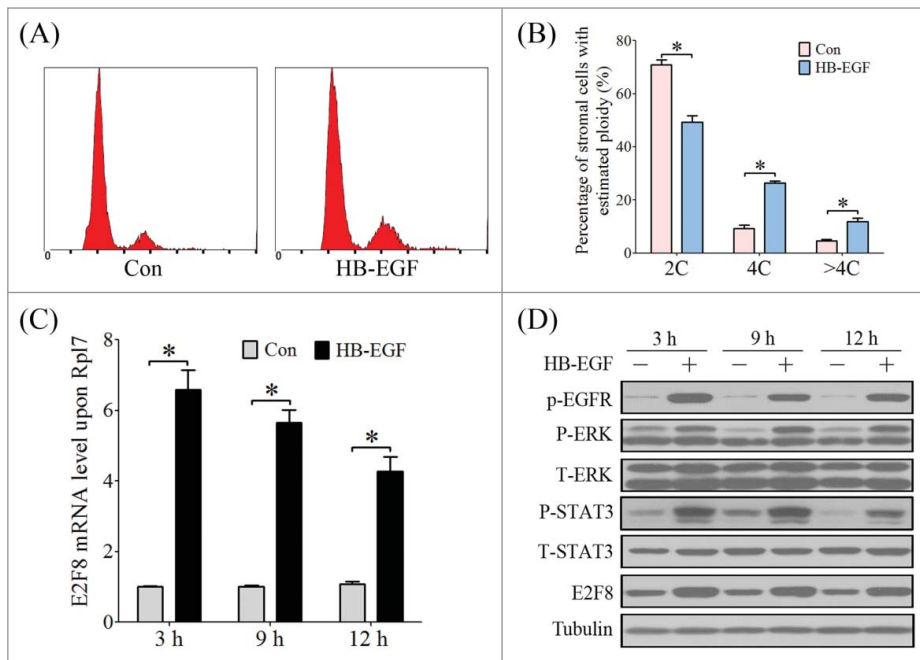 (A)
0
Con
0
HB-EGF
(B)
Percentage of stromal cells with
estimated ploidy (%)
80
60
40
20
0
Con
HB-EGF
*
*
*
2C
4C
>4C
(C)
E2F8 mRNA level upon Rpl7
8
6
4
2
0
Con
HB-EGF
*
*
*
3 h
9 h
12 h
(D)
3 h 9 h 12 h
HB-EGF − + − + − +
p-EGFR
P-ERK
T-ERK
P-STAT3
T-STAT3
E2F8
Tubulin